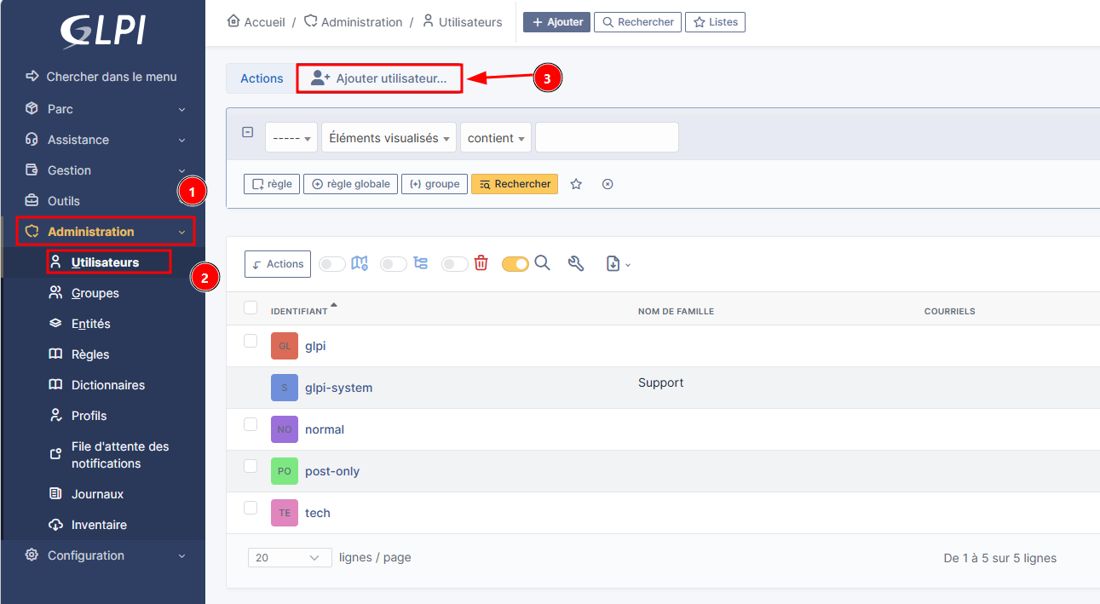 GLPI
Accueil / Administration / Utilisateurs
Ajouter
Rechercher
Listes
Chercher dans le menu
Parc
Assistance
Gestion
Outils
1
Administration
Utilisateurs
2
Groupes
Entités
Règles
Dictionnaires
Profils
File d'attente des
notifications
Journaux
Inventaire
Configuration
Actions
Ajouter utilisateur...
3
----- Éléments visualisés contient
règle règle globale (+) groupe Rechercher
Actions
IDENTIFIANT NOM DE FAMILLE COURRIELS
GL glpi
S glpi-system Support
NO normal
PO post-only
TE tech
20 lignes / page De 1 à 5 sur 5 lignes